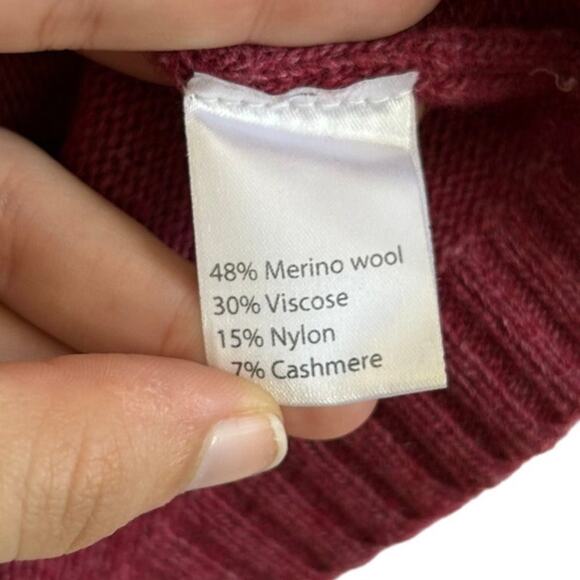 48% Merino wool
30% Viscose
15% Nylon
7% Cashmere